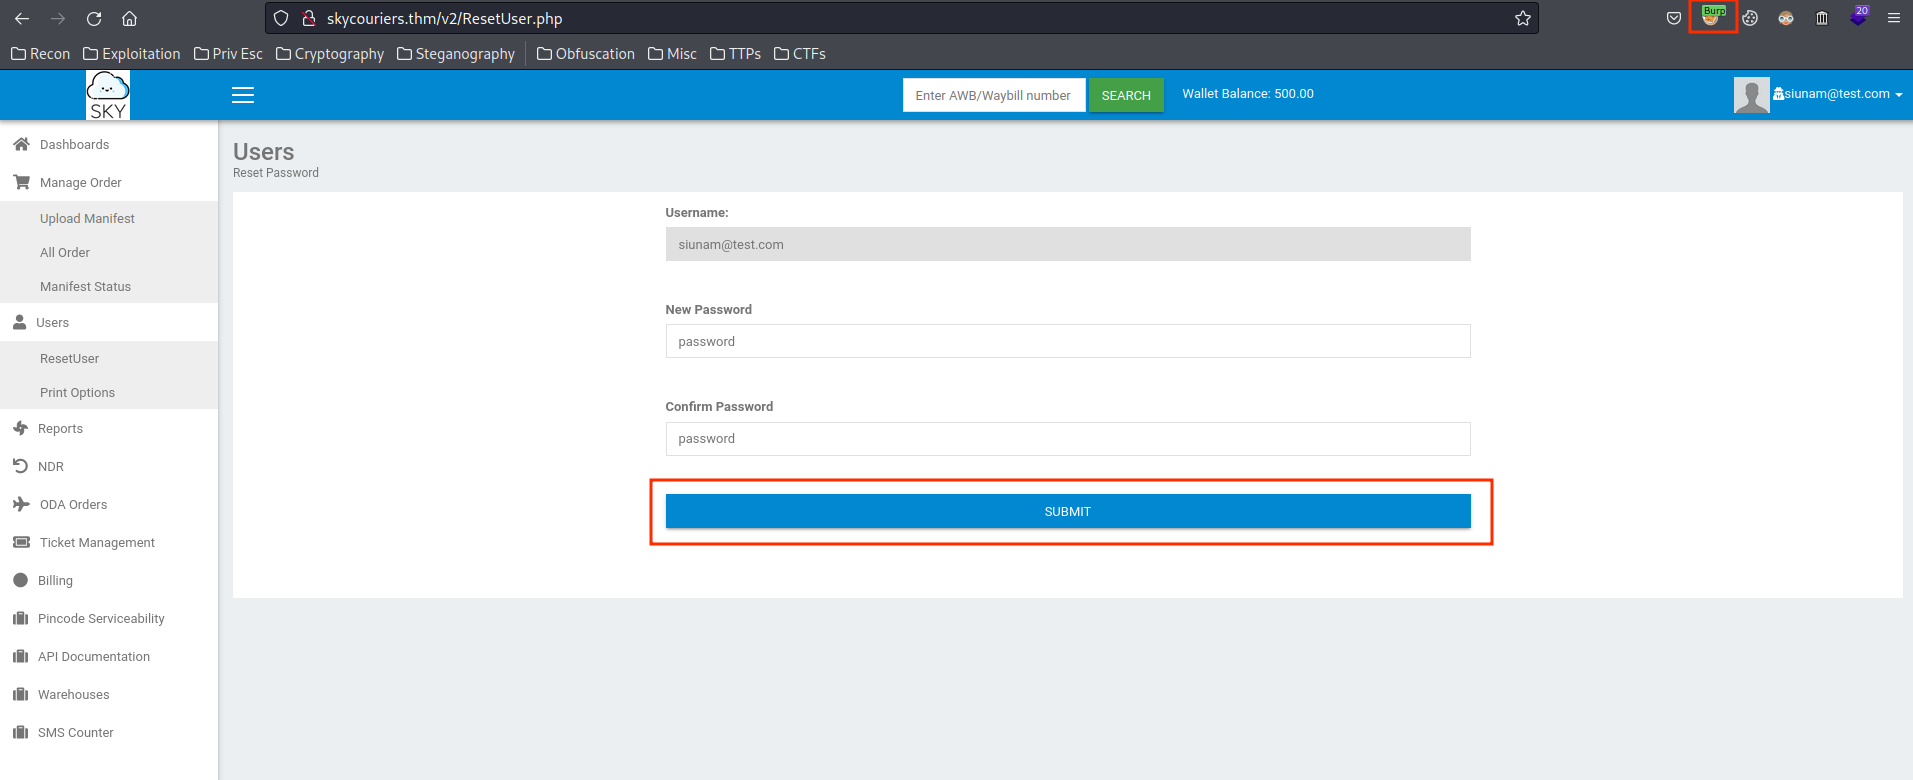 skycouriers.thm/v2/ResetUser.php
Burp
20
Recon Exploitation Priv Esc Cryptography Steganography Obfuscation Misc TTPs CTFs
SKY
Enter AWB/Waybill number SEARCH Wallet Balance: 500.00 siunam@test.com
Dashboards
Manage Order
Upload Manifest
All Order
Manifest Status
Users
ResetUser
Print Options
Reports
NDR
ODA Orders
Ticket Management
Billing
Pincode Serviceability
API Documentation
Warehouses
SMS Counter
Users
Reset Password
Username:
siunam@test.com
New Password
password
Confirm Password
password
SUBMIT